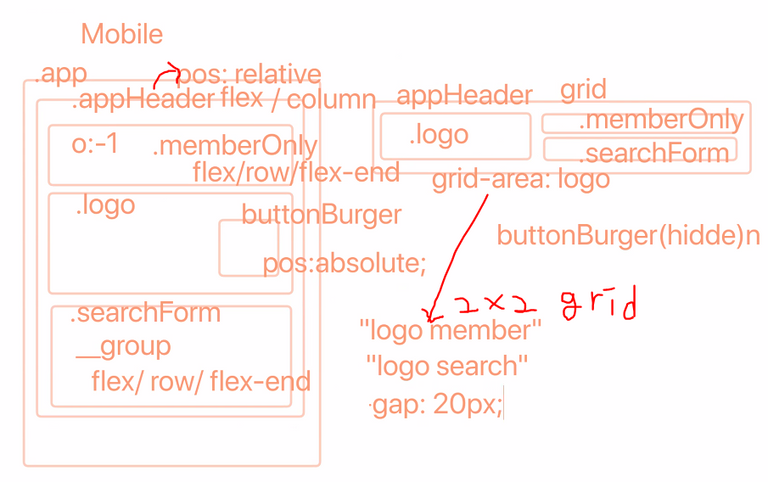 Mobile
.app
pos: relative
.appHeader flex / column
o:-1
.memberOnly
flex/row/flex-end
.logo
buttonBurger
pos:absolute;
.searchForm
__group
flex/ row/ flex-end
appHeader
grid
.logo
.memberOnly
.searchForm
grid-area: logo
buttonBurger(hidde)n
2x2 grid
"logo member"
"logo search"
gap: 20px;